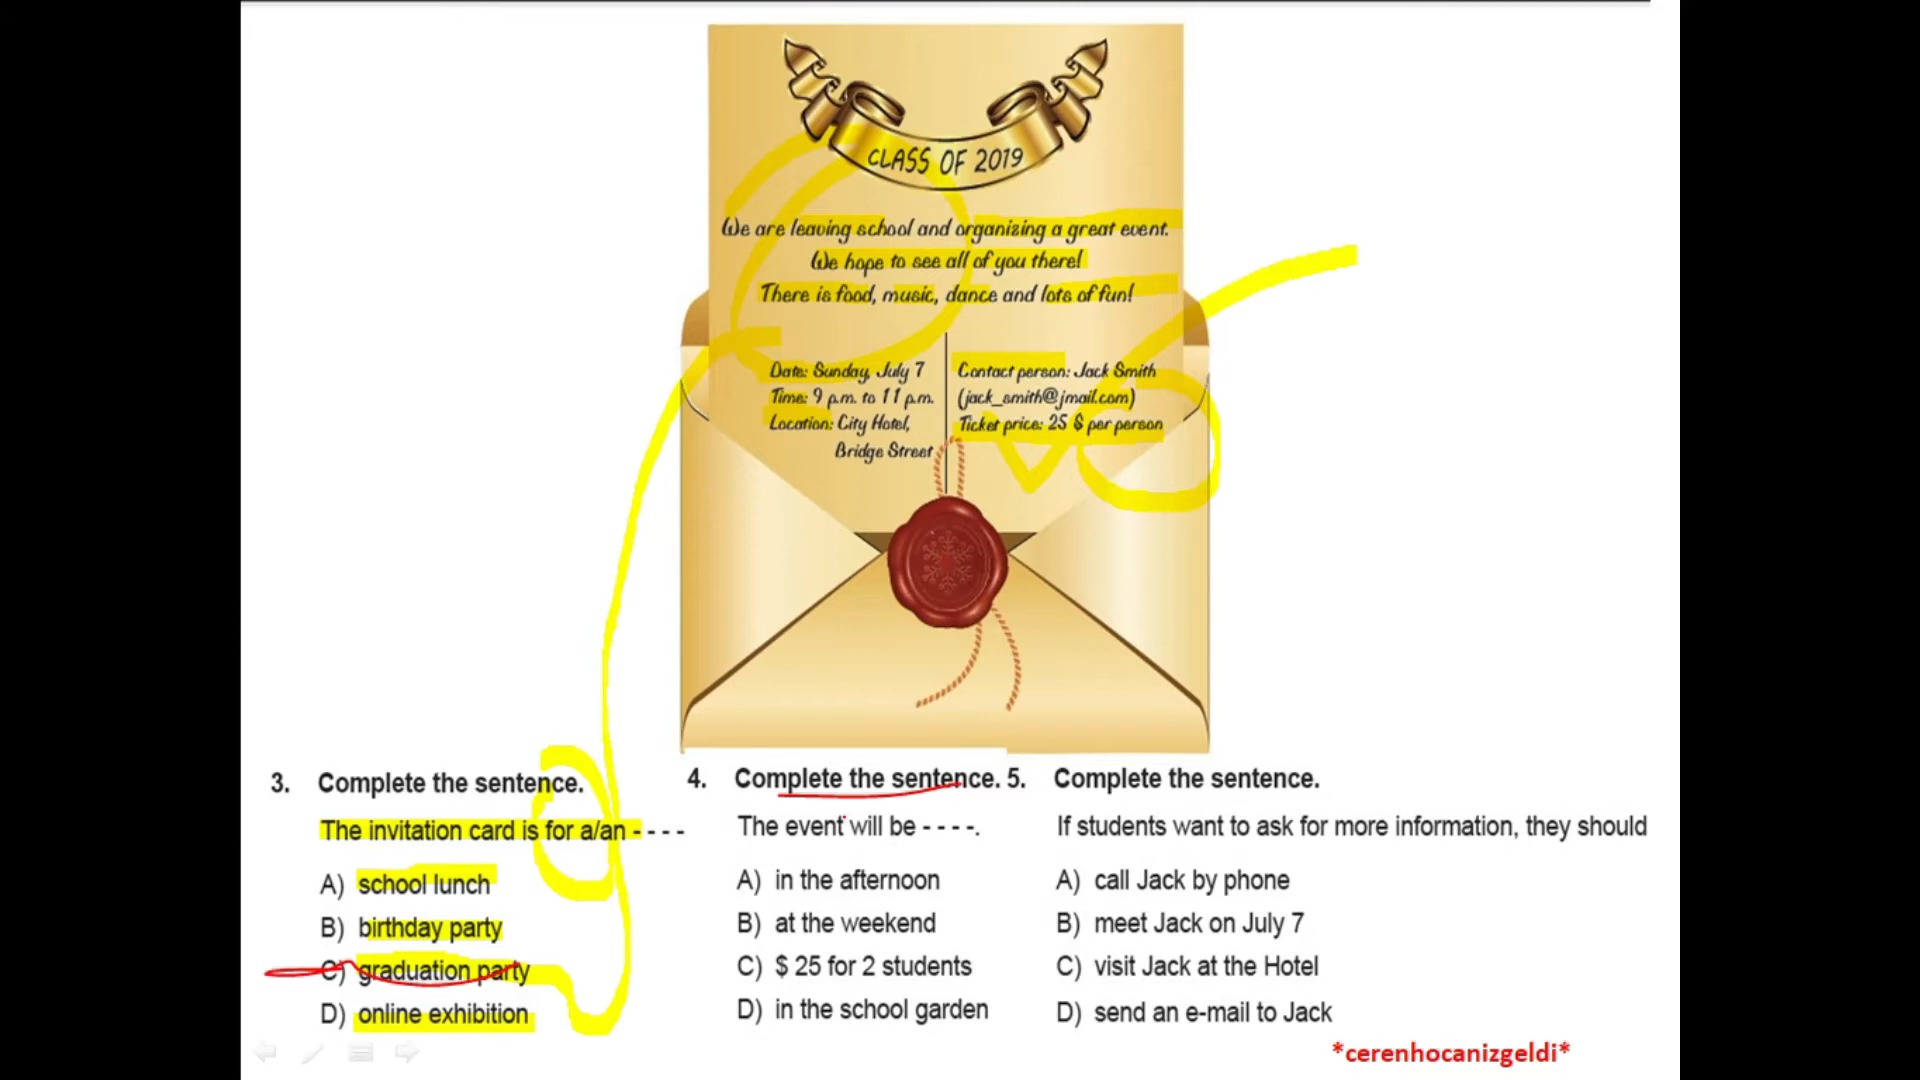 CLASS OF 2019
We are leaving school and organizing a great event.
We hope to see all of you there!
There is food, music, dance and lots of fun!
Date: Sunday, July 7
Time: 9 p.m. to 11 p.m.
Location: City Hotel,
Bridge Street
Contact person: Jack Smith
(jack_smith@jmail.com)
Ticket price: 25 $ per person
3. Complete the sentence.
The invitation card is for a/an - - - -
A) school lunch
B) birthday party
C) graduation party
D) online exhibition
4. Complete the sentence.
The event will be - - - -.
A) in the afternoon
B) at the weekend
C) $ 25 for 2 students
D) in the school garden
5. Complete the sentence.
If students want to ask for more information, they should
A) call Jack by phone
B) meet Jack on July 7
C) visit Jack at the Hotel
D) send an e-mail to Jack
*cerenhocanizgeldi*